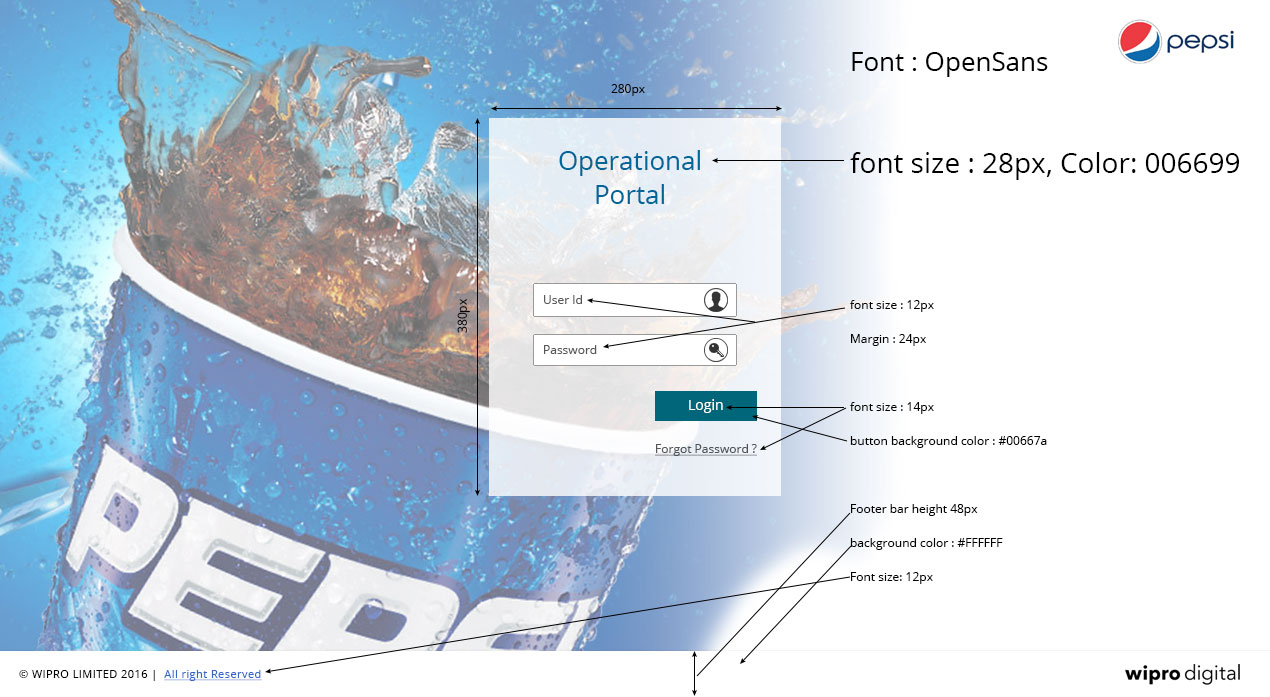 pepsi
Font : OpenSans
280px
Operational
Portal
font size : 28px, Color: 006699
380px
User Id
font size : 12px
Password
Margin : 24px
Login
font size : 14px
button background color : #00667a
Forgot Password ?
PEPS
Footer bar height 48px
background color : #FFFFFF
Font size: 12px
© WIPRO LIMITED 2016 | All right Reserved
wipro digital